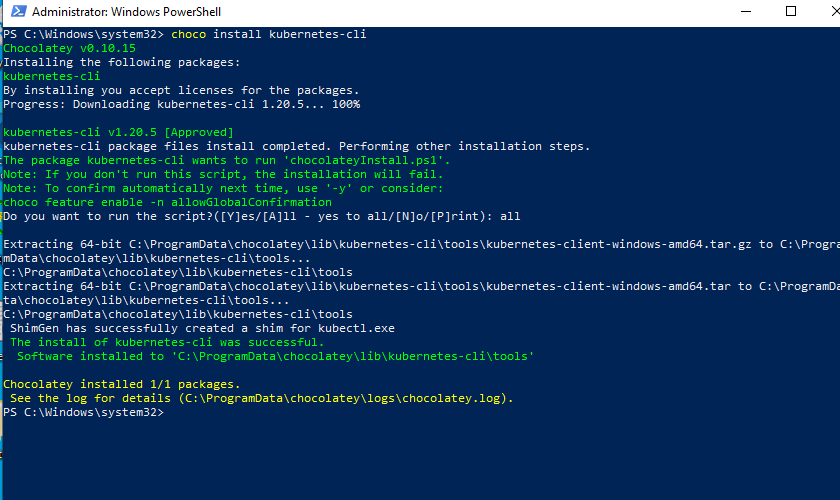 Administrator: Windows PowerShell
PS C:\Windows\system32> choco install kubernetes-cli
Chocolatey v0.10.15
Installing the following packages:
kubernetes-cli
By installing you accept licenses for the packages.
Progress: Downloading kubernetes-cli 1.20.5... 100%
kubernetes-cli v1.20.5 [Approved]
kubernetes-cli package files install completed. Performing other installation steps.
The package kubernetes-cli wants to run 'chocolateyInstall.ps1'.
Note: If you don't run this script, the installation will fail.
Note: To confirm automatically next time, use '-y' or consider:
choco feature enable -n allowGlobalConfirmation
Do you want to run the script?([Y]es/[A]ll - yes to all/[N]o/[P]rint): all
Extracting 64-bit C:\ProgramData\chocolatey\lib\kubernetes-cli\tools\kubernetes-client-windows-amd64.tar.gz to C:\Progra
mData\chocolatey\lib\kubernetes-cli\tools...
C:\ProgramData\chocolatey\lib\kubernetes-cli\tools
Extracting 64-bit C:\ProgramData\chocolatey\lib\kubernetes-cli\tools\kubernetes-client-windows-amd64.tar to C:\ProgramDa
ta\chocolatey\lib\kubernetes-cli\tools...
C:\ProgramData\chocolatey\lib\kubernetes-cli\tools
ShimGen has successfully created a shim for kubectl.exe
The install of kubernetes-cli was successful.
Software installed to 'C:\ProgramData\chocolatey\lib\kubernetes-cli\tools'
Chocolatey installed 1/1 packages.
See the log for details (C:\ProgramData\chocolatey\logs\chocolatey.log).
PS C:\Windows\system32>